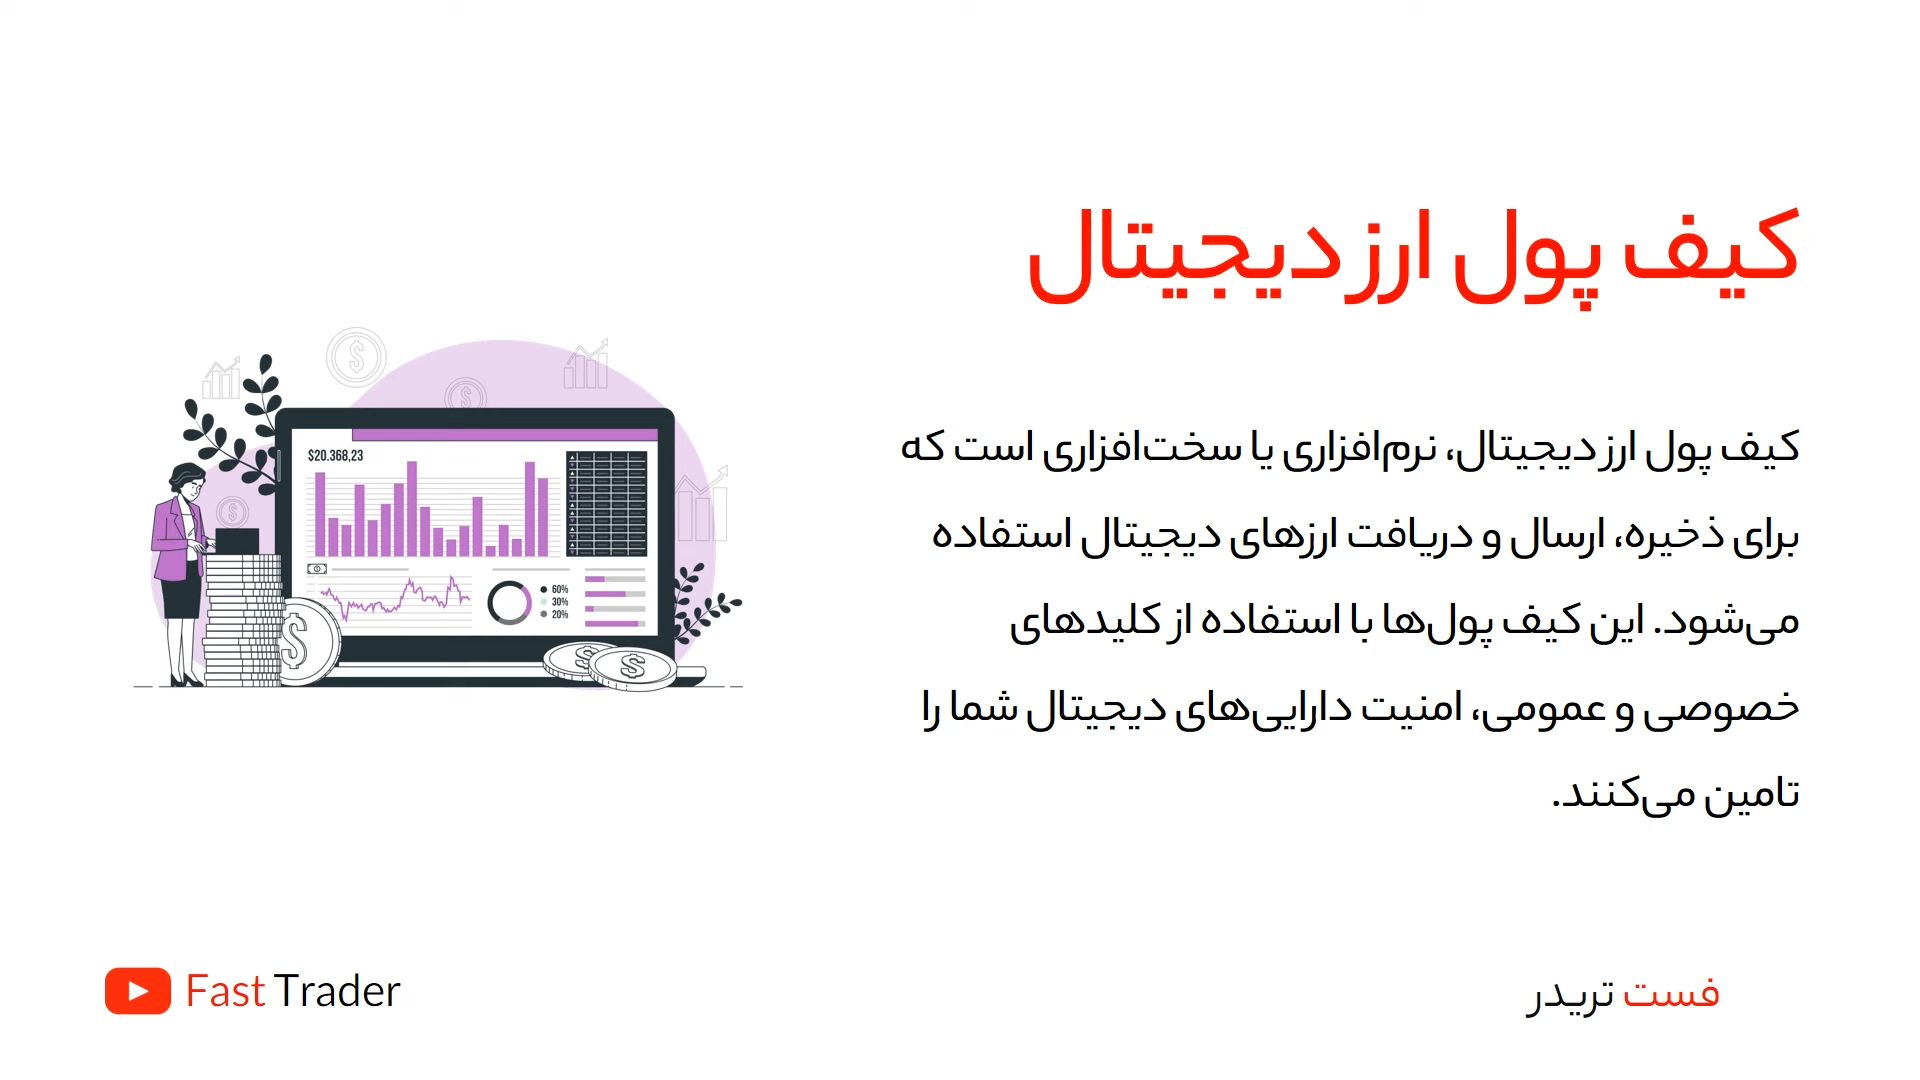 کیف پول ارز دیجیتال
کیف پول ارز دیجیتال، نرم‌افزاری یا سخت‌افزاری است که
برای ذخیره، ارسال و دریافت ارزهای دیجیتال استفاده
می‌شود. این کیف پول‌ها با استفاده از کلیدهای
خصوصی و عمومی، امنیت دارایی‌های دیجیتال شما را
تامین می‌کنند.
$20.368,23
60%
30%
20%
فست تریدر
Fast Trader